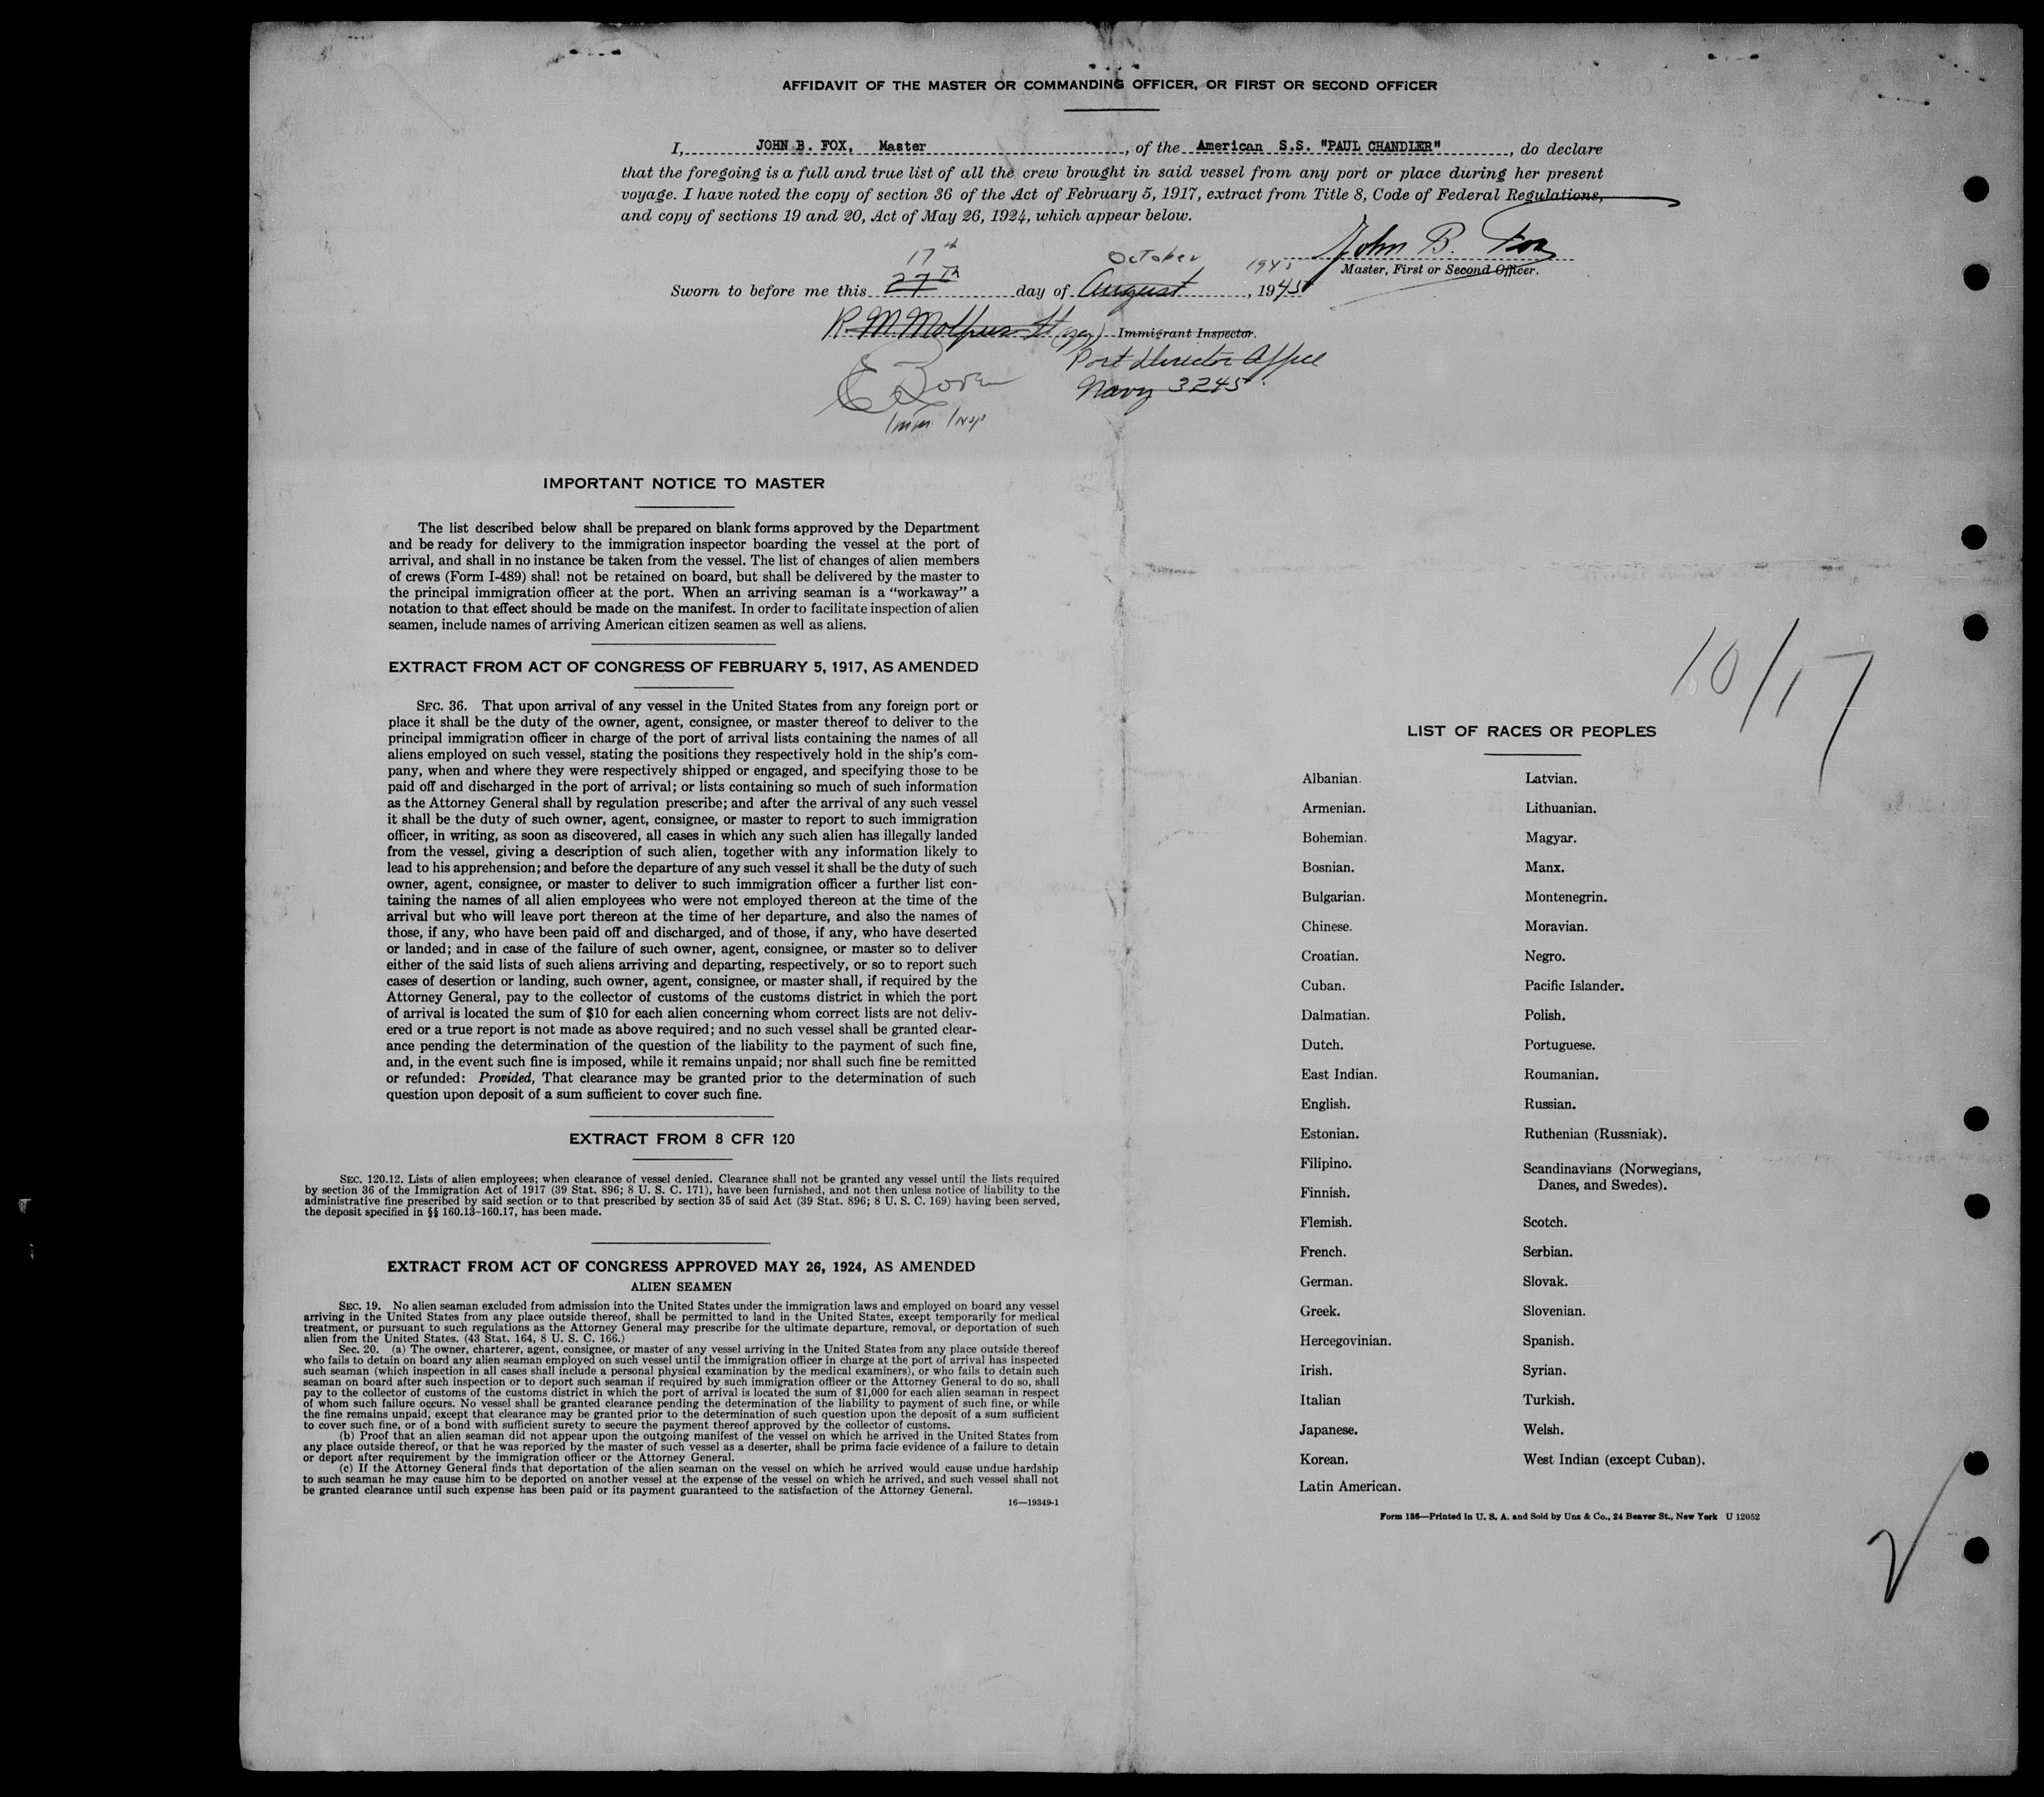 AFFIDAVIT OF THE MASTER OR COMMANDING OFFICER, OR FIRST OR SECOND OFFICER
I, JOHN B. FOX, Master, of the American S.S. "PAUL CHANDLER", do declare
that the foregoing is a full and true list of all the crew brought in said vessel from any port or place during her present
voyage. I have noted the copy of section 36 of the Act of February 5, 1917, extract from Title 8, Code of Federal Regulations,
and copy of sections 19 and 20, Act of May 26, 1924, which appear below.
John B. Fox
Master, First or Second Officer.
17th October 1945
Sworn to before me this 27th day of August, 1945
R. M. Immigrant Inspector.
Port Director Office
Navy 3245
Imm. Insp
IMPORTANT NOTICE TO MASTER
The list described below shall be prepared on blank forms approved by the Department
and be ready for delivery to the immigration inspector boarding the vessel at the port of
arrival, and shall in no instance be taken from the vessel. The list of changes of alien members
of crews (Form I-489) shall not be retained on board, but shall be delivered by the master to
the principal immigration officer at the port. When an arriving seaman is a "workaway" a
notation to that effect should be made on the manifest. In order to facilitate inspection of alien
seamen, include names of arriving American citizen seamen as well as aliens.
EXTRACT FROM ACT OF CONGRESS OF FEBRUARY 5, 1917, AS AMENDED
SEC. 36. That upon arrival of any vessel in the United States from any foreign port or
place it shall be the duty of the owner, agent, consignee, or master thereof to deliver to the
principal immigration officer in charge of the port of arrival lists containing the names of all
aliens employed on such vessel, stating the positions they respectively hold in the ship's com-
pany, when and where they were respectively shipped or engaged, and specifying those to be
paid off and discharged in the port of arrival; or lists containing so much of such information
as the Attorney General shall by regulation prescribe; and after the arrival of any such vessel
it shall be the duty of such owner, agent, consignee, or master to report to such immigration
officer, in writing, as soon as discovered, all cases in which any such alien has illegally landed
from the vessel, giving a description of such alien, together with any information likely to
lead to his apprehension; and before the departure of any such vessel it shall be the duty of such
owner, agent, consignee, or master to deliver to such immigration officer a further list con-
taining the names of all alien employees who were not employed thereon at the time of the
arrival but who will leave port thereon at the time of her departure, and also the names of
those, if any, who have been paid off and discharged, and of those, if any, who have deserted
or landed; and in case of the failure of such owner, agent, consignee, or master so to deliver
either of the said lists of such aliens arriving and departing, respectively, or so to report such
cases of desertion or landing, such owner, agent, consignee, or master shall, if required by the
Attorney General, pay to the collector of customs of the customs district in which the port
of arrival is located the sum of $10 for each alien concerning whom correct lists are not deliv-
ered or a true report is not made as above required; and no such vessel shall be granted clear-
ance pending the determination of the question of the liability to the payment of such fine,
and, in the event such fine is imposed, while it remains unpaid; nor shall such fine be remitted
or refunded: Provided, That clearance may be granted prior to the determination of such
question upon deposit of a sum sufficient to cover such fine.
EXTRACT FROM 8 CFR 120
SEC. 120.12. Lists of alien employees; when clearance of vessel denied. Clearance shall not be granted any vessel until the lists required
by section 36 of the Immigration Act of 1917 (39 Stat. 896; 8 U. S. C. 171), have been furnished, and not then unless notice of liability to the
administrative fine prescribed by said section or to that prescribed by section 35 of said Act (39 Stat. 896; 8 U. S. C. 169) having been served,
the deposit specified in §§ 160.13-160.17, has been made.
EXTRACT FROM ACT OF CONGRESS APPROVED MAY 26, 1924, AS AMENDED
ALIEN SEAMEN
SEC. 19. No alien seaman excluded from admission into the United States under the immigration laws and employed on board any vessel
arriving in the United States from any place outside thereof, shall be permitted to land in the United States, except temporarily for medical
treatment, or pursuant to such regulations as the Attorney General may prescribe for the ultimate departure, removal, or deportation of such
alien from the United States. (43 Stat. 164, 8 U. S. C. 166.)
Sec. 20. (a) The owner, charterer, agent, consignee, or master of any vessel arriving in the United States from any place outside thereof
who fails to detain on board any alien seaman employed on such vessel until the immigration officer in charge at the port of arrival has inspected
such seaman (which inspection in all cases shall include a personal physical examination by the medical examiners), or who fails to detain such
seaman on board after such inspection or to deport such seaman if required by such immigration officer or the Attorney General to do so, shall
pay to the collector of customs of the customs district in which the port of arrival is located the sum of $1,000 for each alien seaman in respect
of whom such failure occurs. No vessel shall be granted clearance pending the determination of the liability to payment of such fine, or while
the fine remains unpaid, except that clearance may be granted prior to the determination of such question upon the deposit of a sum sufficient
to cover such fine, or of a bond with sufficient surety to secure the payment thereof approved by the collector of customs.
(b) Proof that an alien seaman did not appear upon the outgoing manifest of the vessel on which he arrived in the United States from
any place outside thereof, or that he was reported by the master of such vessel as a deserter, shall be prima facie evidence of a failure to detain
or deport after requirement by the immigration officer or the Attorney General.
(c) If the Attorney General finds that deportation of the alien seaman on the vessel on which he arrived would cause undue hardship
to such seaman he may cause him to be deported on another vessel at the expense of the vessel on which he arrived, and such vessel shall not
be granted clearance until such expense has been paid or its payment guaranteed to the satisfaction of the Attorney General.
16—19349-1
10/17
LIST OF RACES OR PEOPLES
Albanian.
Armenian.
Bohemian.
Bosnian.
Bulgarian.
Chinese.
Croatian.
Cuban.
Dalmatian.
Dutch.
East Indian.
English.
Estonian.
Filipino.
Finnish.
Flemish.
French.
German.
Greek.
Hercegovinian.
Irish.
Italian
Japanese.
Korean.
Latin American.
Latvian.
Lithuanian.
Magyar.
Manx.
Montenegrin.
Moravian.
Negro.
Pacific Islander.
Polish.
Portuguese.
Roumanian.
Russian.
Ruthenian (Russniak).
Scandinavians (Norwegians,
Danes, and Swedes).
Scotch.
Serbian.
Slovak.
Slovenian.
Spanish.
Syrian.
Turkish.
Welsh.
West Indian (except Cuban).
Form 136—Printed in U. S. A. and Sold by Unz & Co., 24 Beaver St., New York U 12052